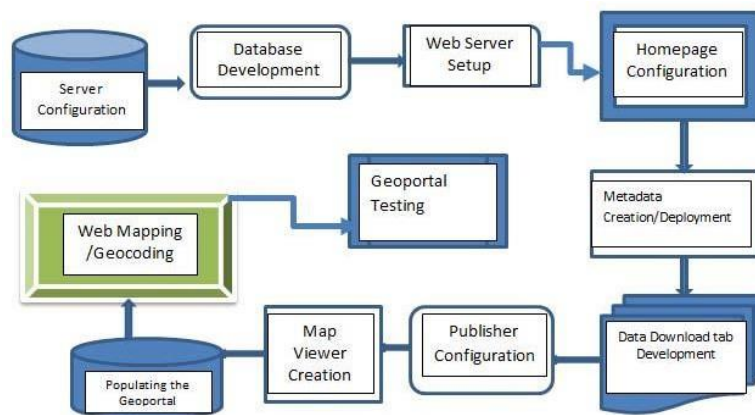 Server
Configuration
Database
Development
Web Server
Setup
Homepage
Configuration
Metadata
Creation/Deployment
Data Download tab
Development
Publisher
Configuration
Map
Viewer
Creation
Populating the
Geoportal
Web Mapping
/Geocoding
Geoportal
Testing